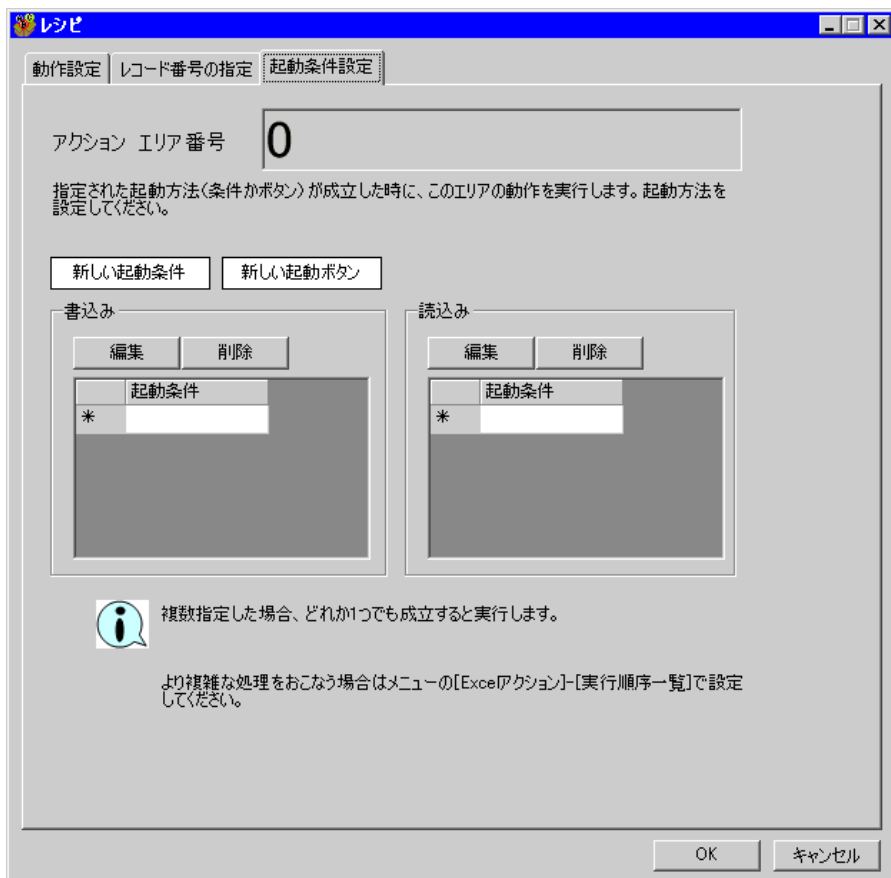 レシピ
動作設定 レコード番号の指定 起動条件設定
アクション エリア番号 0
指定された起動方法(条件かボタン)が成立した時に、このエリアの動作を実行します。起動方法を
設定してください。
新しい起動条件 新しい起動ボタン
書込み 読込み
編集 削除 編集 削除
起動条件 起動条件
* *
複数指定した場合、どれか1つでも成立すると実行します。
より複雑な処理をおこなう場合はメニューの[Excelアクション]-[実行順序一覧]で設定
してください。
OK キャンセル